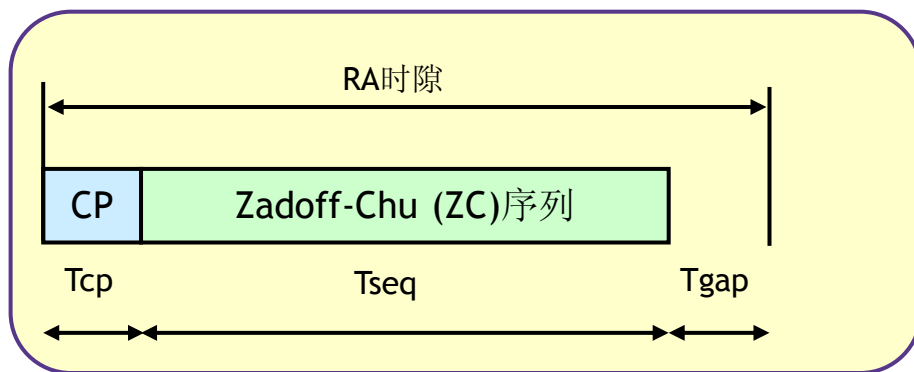 RA时隙
CP Zadoff-Chu (ZC)序列
Tcp Tseq Tgap